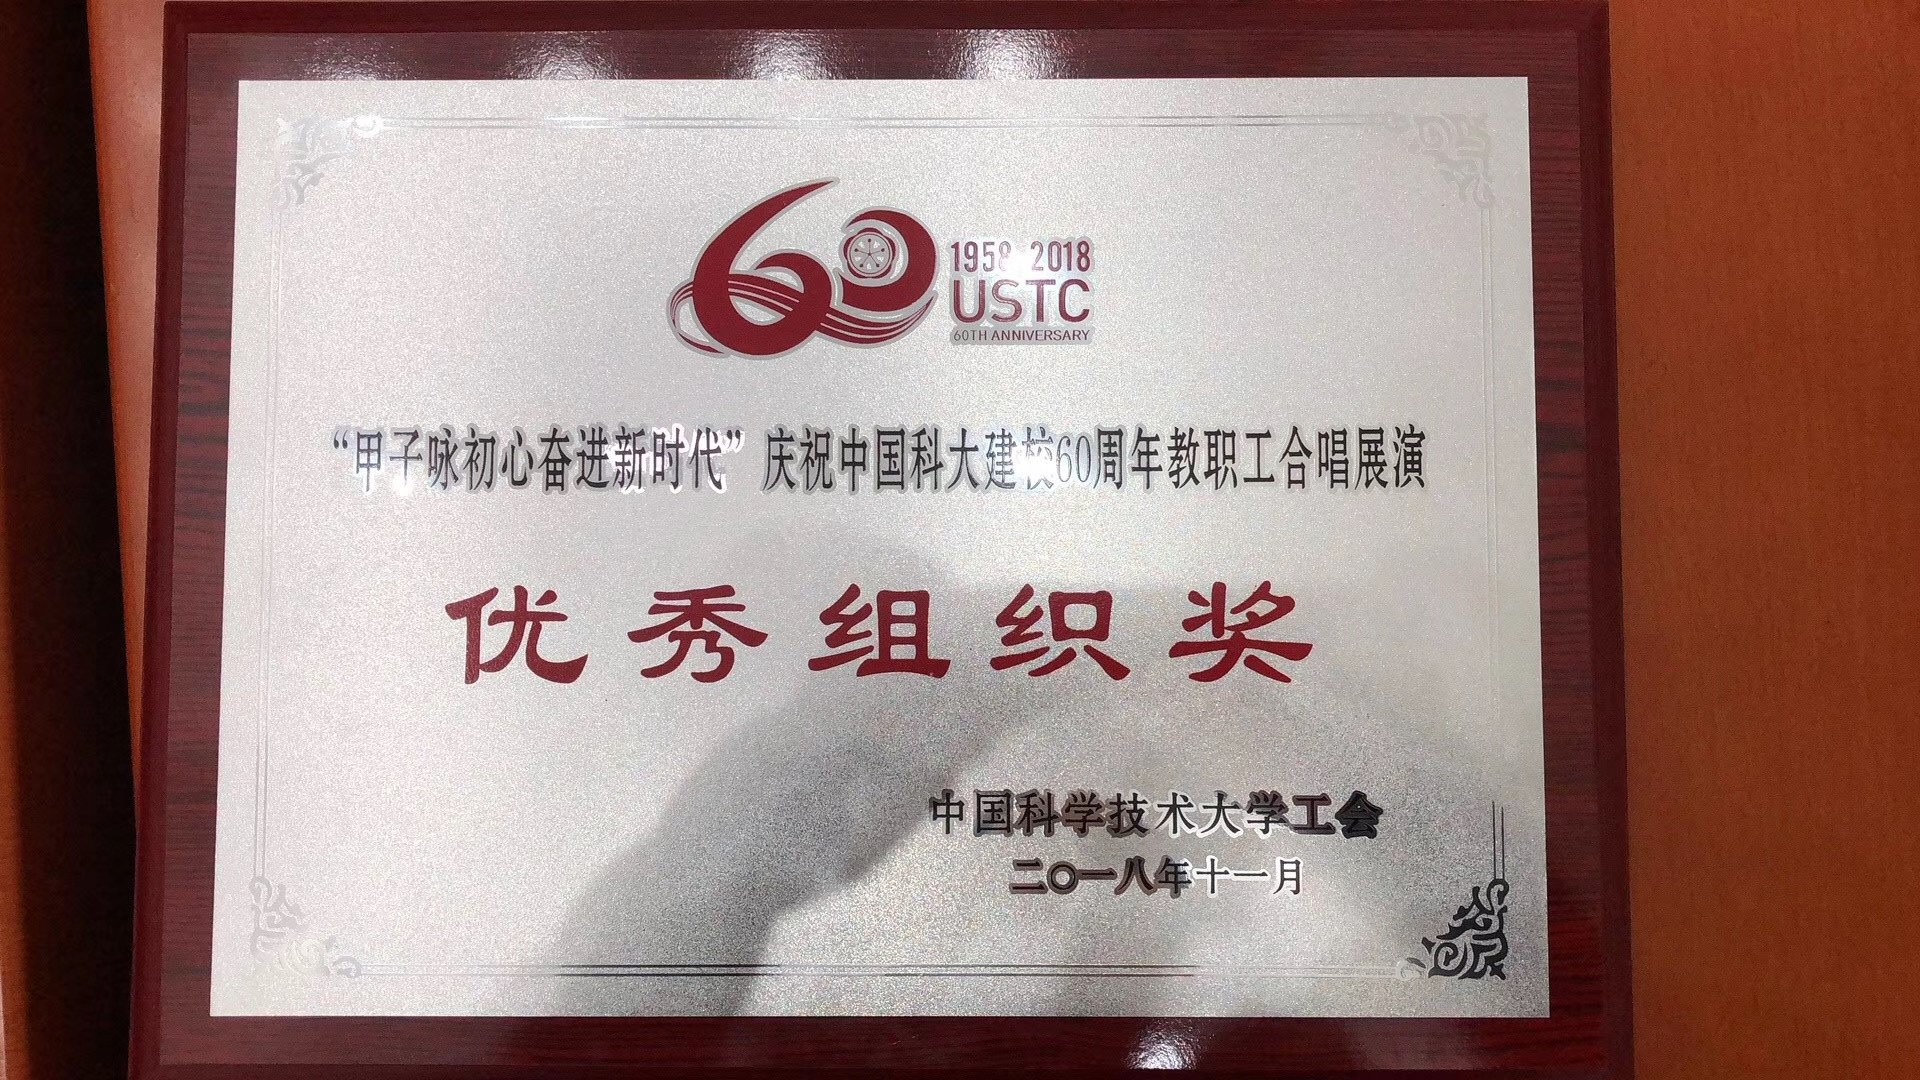 60
1958 2018
USTC
60TH ANNIVERSARY
“甲子咏初心奋进新时代”庆祝中国科大建校60周年教职工合唱展演
优秀组织奖
中国科学技术大学工会
二〇一八年十一月